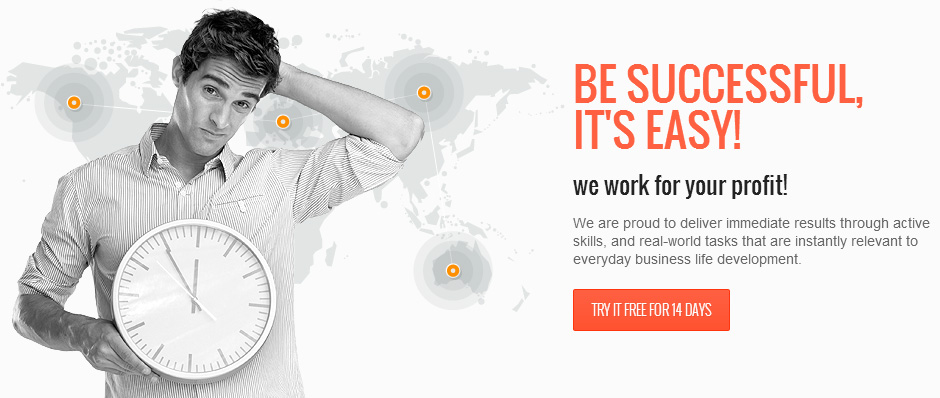 BE SUCCESSFUL,
IT'S EASY!
we work for your profit!
We are proud to deliver immediate results through active
skills, and real-world tasks that are instantly relevant to
everyday business life development.
TRY IT FREE FOR 14 DAYS